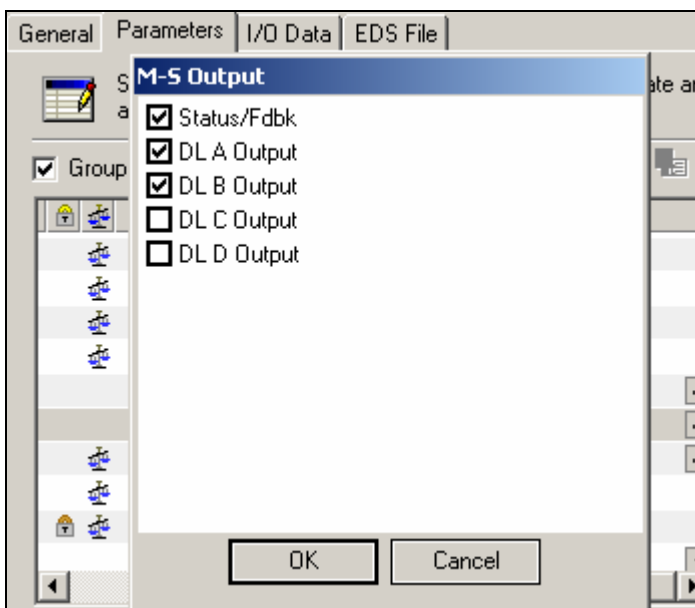 General Parameters I/O Data EDS File
M-S Output
Status/Fdbk
DL A Output
DL B Output
DL C Output
DL D Output
Group
OK Cancel